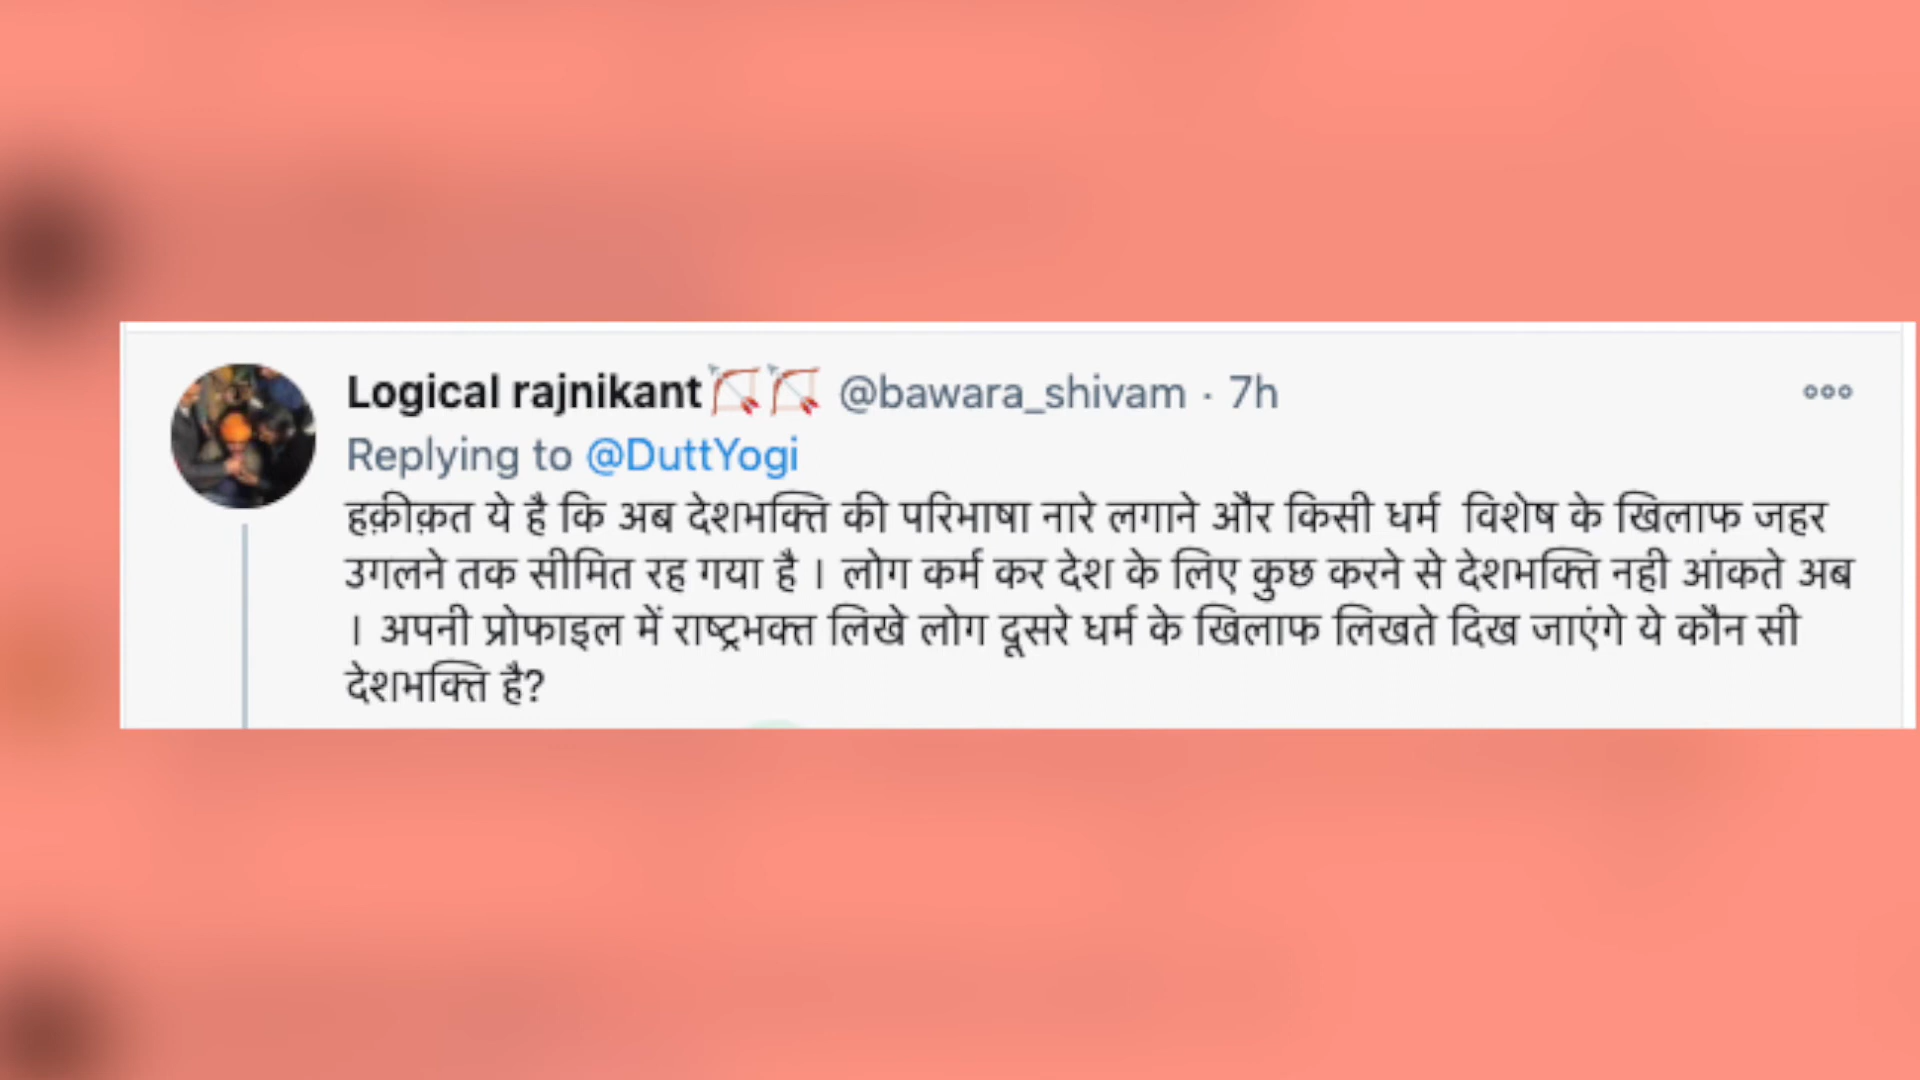 Logical rajnikant🏹🏹 @bawara_shivam · 7h
Replying to @DuttYogi
हक़ीक़त ये है कि अब देशभक्ति की परिभाषा नारे लगाने और किसी धर्म विशेष के खिलाफ जहर
उगलने तक सीमित रह गया है । लोग कर्म कर देश के लिए कुछ करने से देशभक्ति नही आंकते अब
। अपनी प्रोफाइल में राष्ट्रभक्त लिखे लोग दूसरे धर्म के खिलाफ लिखते दिख जाएंगे ये कौन सी
देशभक्ति है?